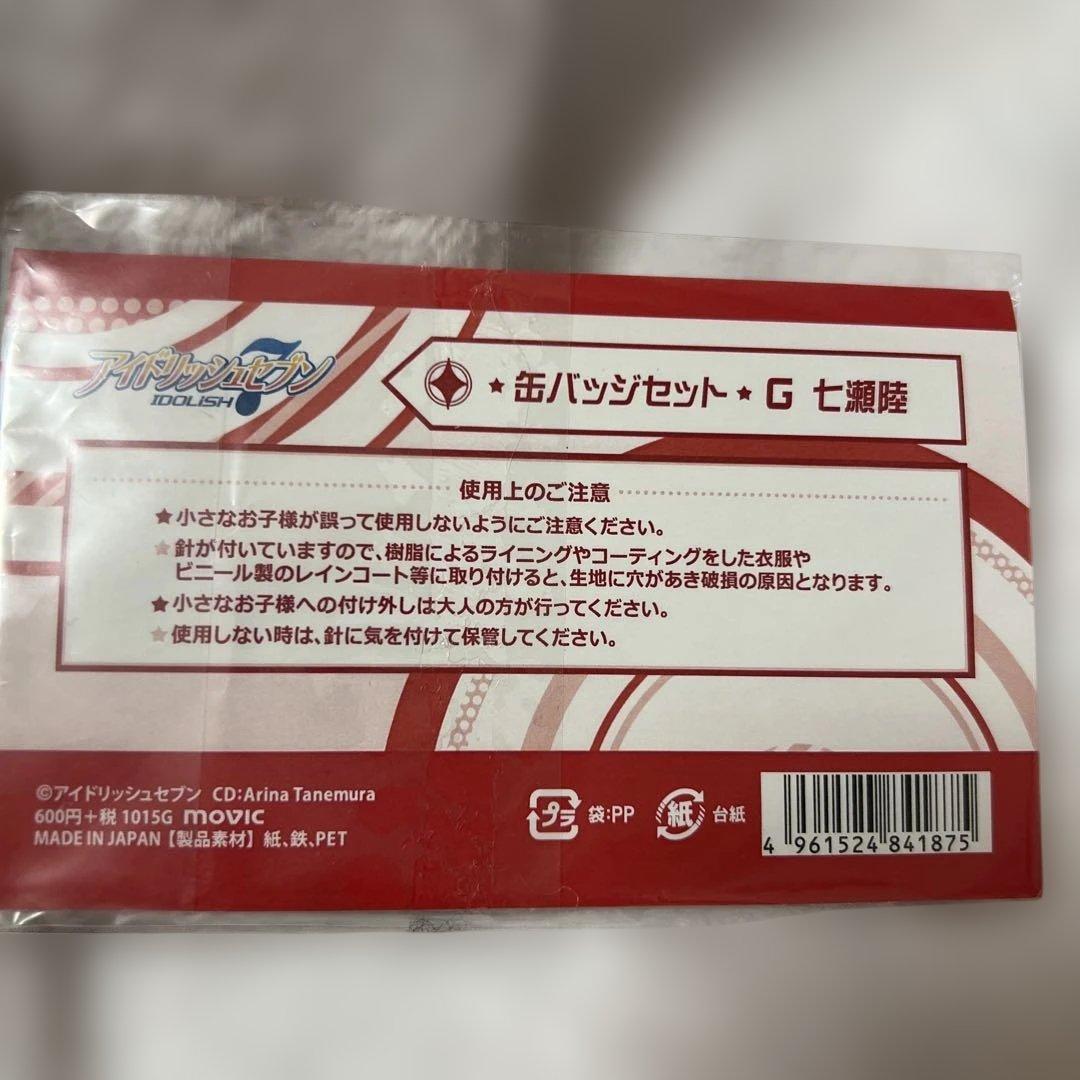 アイドリッシュセブン
IDOLiSH 7
★缶バッジセット★ G 七瀬陸
使用上のご注意
★小さなお子様が誤って使用しないようにご注意ください。
★針が付いていますので、樹脂によるライニングやコーティングをした衣服や
ビニール製のレインコート等に取り付けると、生地に穴があき破損の原因となります。
★小さなお子様への付け外しは大人の方が行ってください。
★使用しない時は、針に気を付けて保管してください。
©アイドリッシュセブン CD:Arina Tanemura
600円+税 1015G movic
MADE IN JAPAN【製品素材】紙、鉄、PET
プラ 袋:PP 紙 台紙
4 961524 841875